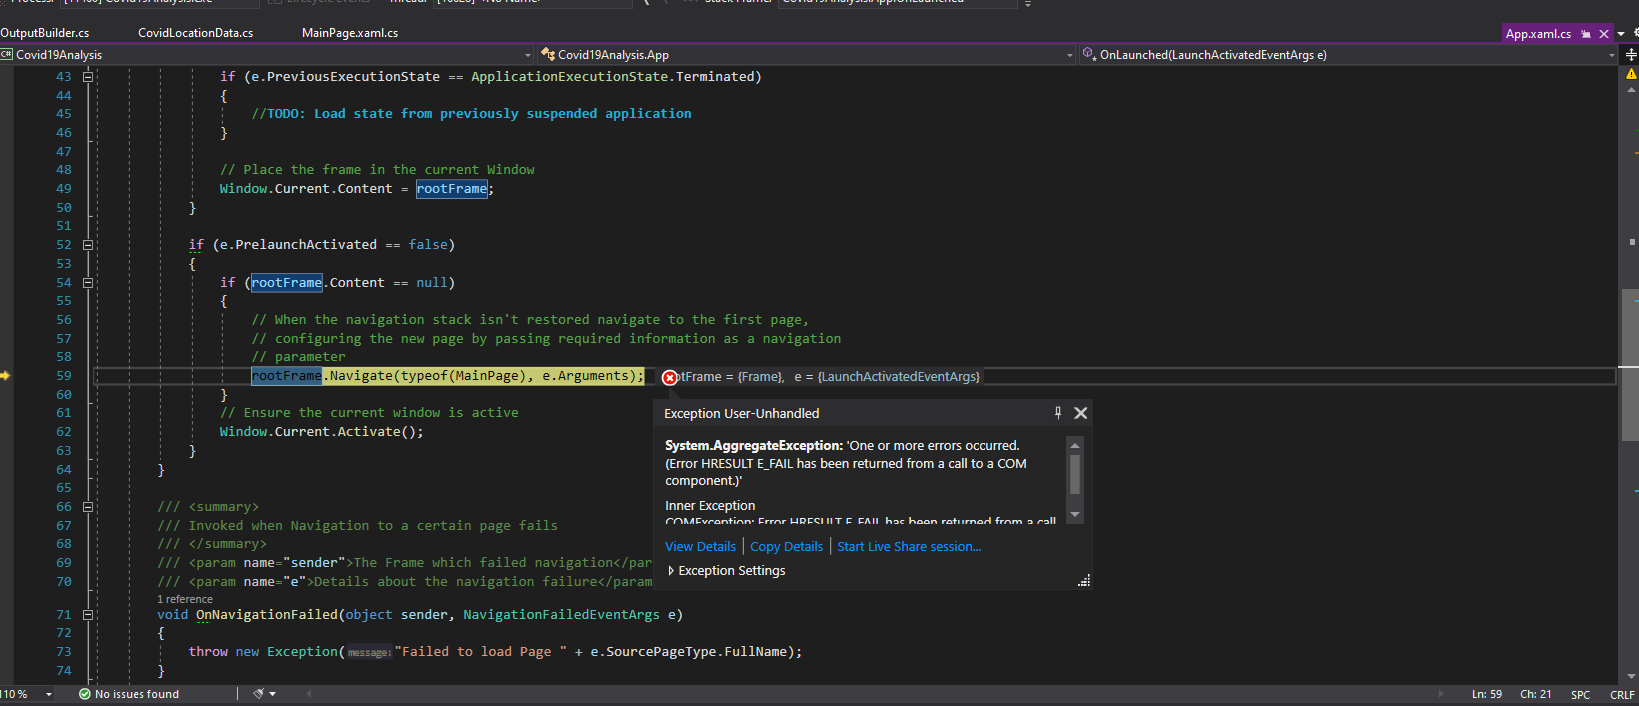 OutputBuilder.cs CovidLocationData.cs MainPage.xaml.cs App.xaml.cs
C# Covid19Analysis Covid19Analysis.App OnLaunched(LaunchActivatedEventArgs e)
43 if (e.PreviousExecutionState == ApplicationExecutionState.Terminated)
44 {
45 //TODO: Load state from previously suspended application
46 }
47
48 // Place the frame in the current Window
49 Window.Current.Content = rootFrame;
50 }
51
52 if (e.PrelaunchActivated == false)
53 {
54 if (rootFrame.Content == null)
55 {
56 // When the navigation stack isn't restored navigate to the first page,
57 // configuring the new page by passing required information as a navigation
58 // parameter
59 rootFrame.Navigate(typeof(MainPage), e.Arguments); otFrame = {Frame}, e = {LaunchActivatedEventArgs}
60 }
61 // Ensure the current window is active
62 Window.Current.Activate();
63 }
64 }
65
66 /// <summary>
67 /// Invoked when Navigation to a certain page fails
68 /// </summary>
69 /// <param name="sender">The Frame which failed navigation</par
70 /// <param name="e">Details about the navigation failure</param
1 reference
71 void OnNavigationFailed(object sender, NavigationFailedEventArgs e)
72 {
73 throw new Exception(message: "Failed to load Page " + e.SourcePageType.FullName);
74 }
Exception User-Unhandled
System.AggregateException: 'One or more errors occurred.
(Error HRESULT E_FAIL has been returned from a call to a COM
component.)'
Inner Exception
COMException: Error HRESULT E_FAIL has been returned from a call
View Details Copy Details Start Live Share session...
Exception Settings
110 % No issues found Ln: 59 Ch: 21 SPC CRLF